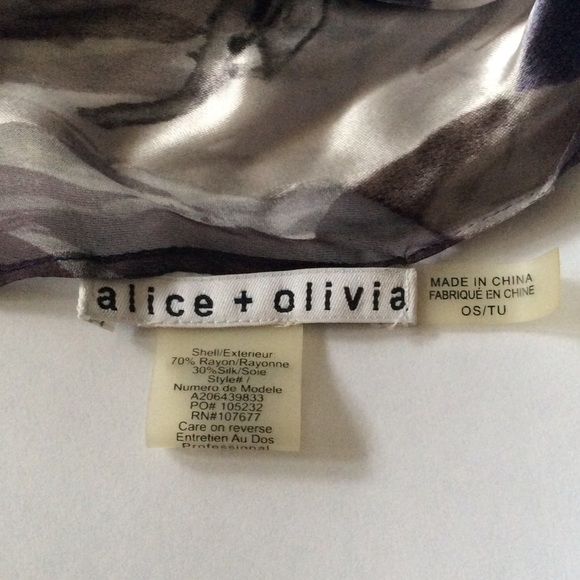 alice + olivia
MADE IN CHINA
FABRIQUÉ EN CHINE
OS/TU
Shell/Exterieur
70% Rayon/Rayonne
30%Silk/Soie
Style# /
Numero de Modele
A206439833
PO# 105232
RN#107677
Care on reverse
Entretien Au Dos
Professional